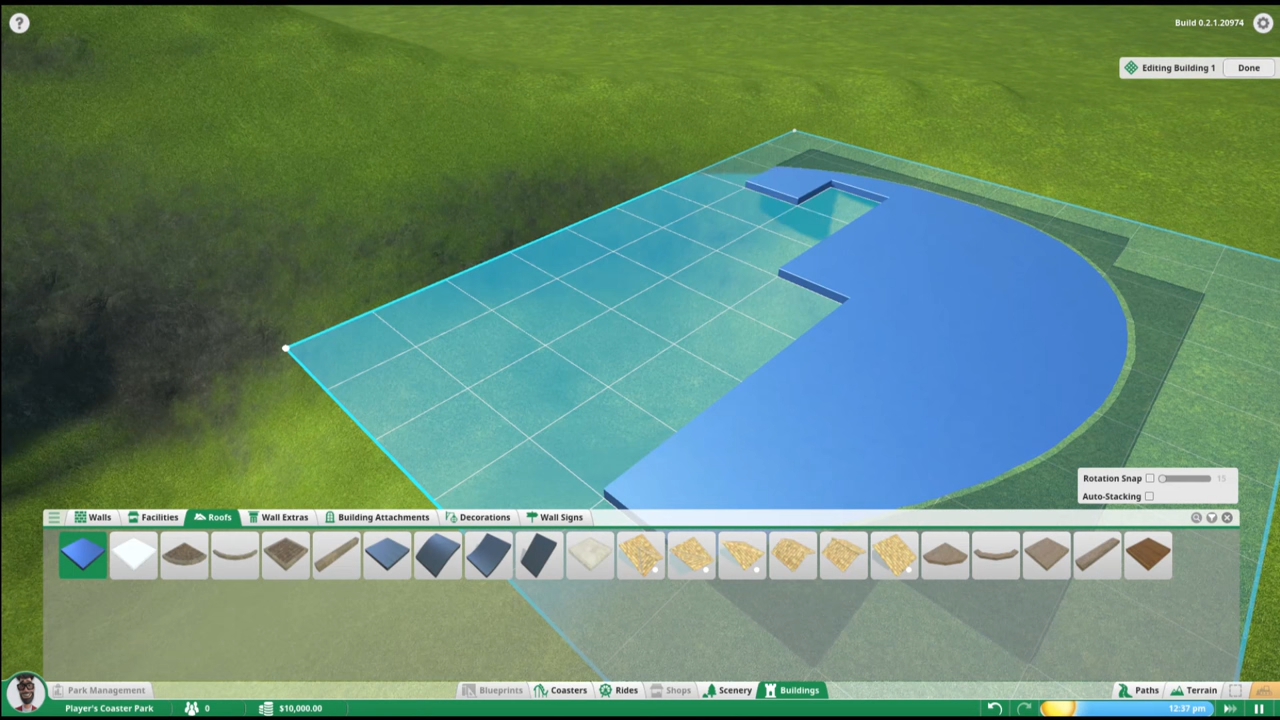 ?
Build 0.2.1.20974
Editing Building 1 Done
Rotation Snap 15
Auto-Stacking
Walls Facilities Roofs Wall Extras Building Attachments Decorations Wall Signs
Park Management Blueprints Coasters Rides Shops Scenery Buildings Paths Terrain
Player's Coaster Park 0 $10,000.00 12:37 pm